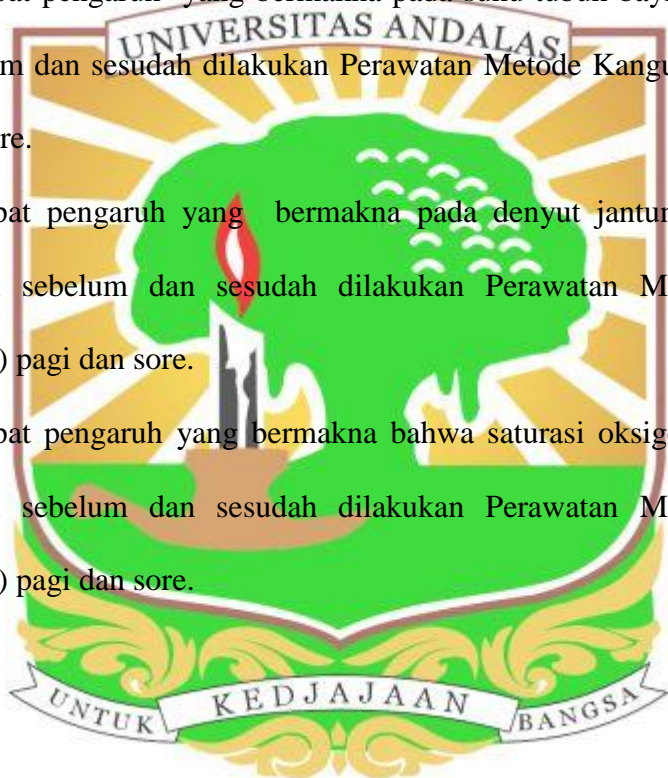 pat pengaruh yang bermakna pada suhu tubuh bay
UNIVERSITAS ANDALAS
m dan sesudah dilakukan Perawatan Metode Kangu
re.
pat pengaruh yang bermakna pada denyut jantun
sebelum dan sesudah dilakukan Perawatan M
) pagi dan sore.
pat pengaruh yang bermakna bahwa saturasi oksige
sebelum dan sesudah dilakukan Perawatan M
) pagi dan sore.
UNTUK KEDJAJAAN BANGSA